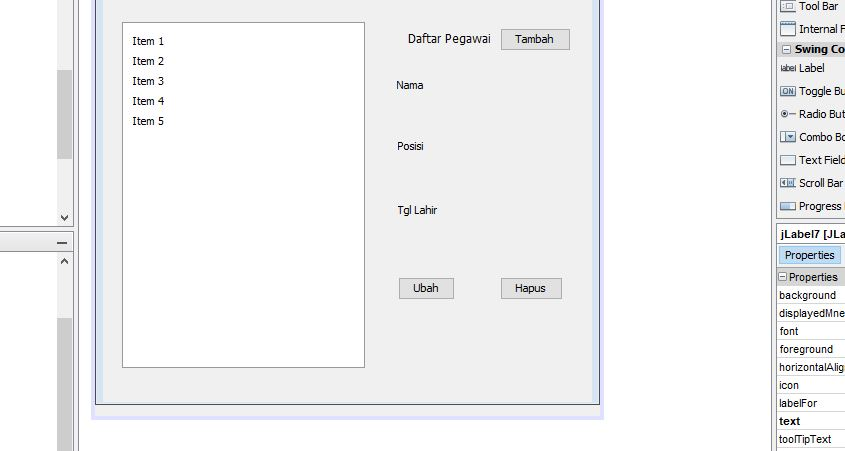 Item 1
Item 2
Item 3
Item 4
Item 5
Daftar Pegawai
Tambah
Nama
Posisi
Tgl Lahir
Ubah
Hapus
Tool Bar
Internal F
Swing Co
label Label
ON Toggle Bu
Radio But
Combo Bo
Text Field
Scroll Bar
Progress
jLabel7 [JLa
Properties
Properties
background
displayedMne
font
foreground
horizontalAlig
icon
labelFor
text
toolTipText